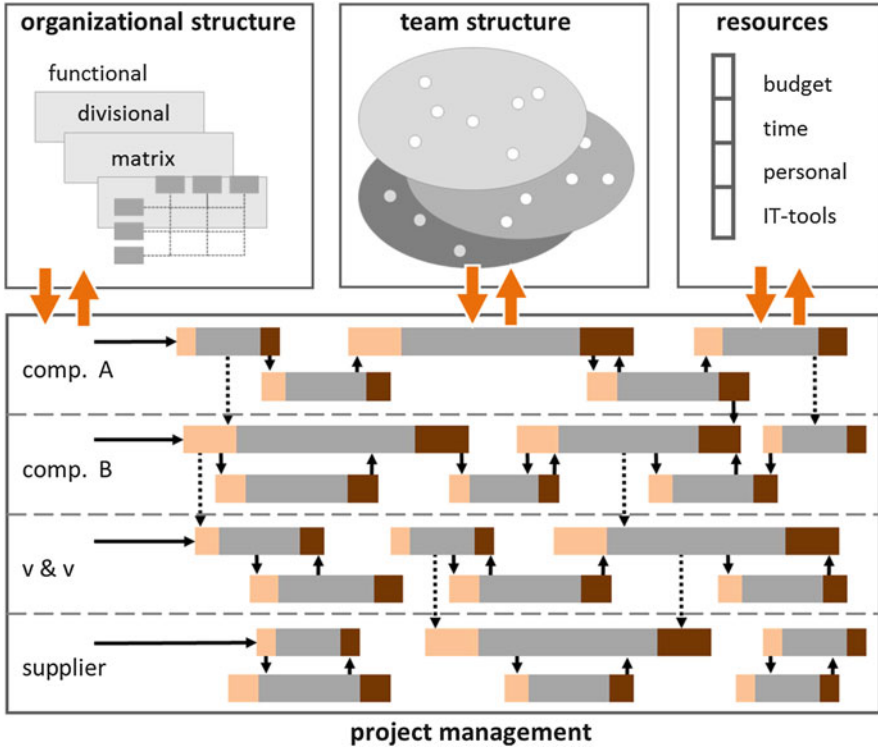 organizational structure
functional
divisional
matrix
team structure
resources
budget
time
personal
IT-tools
comp. A
comp. B
v & v
supplier
project management